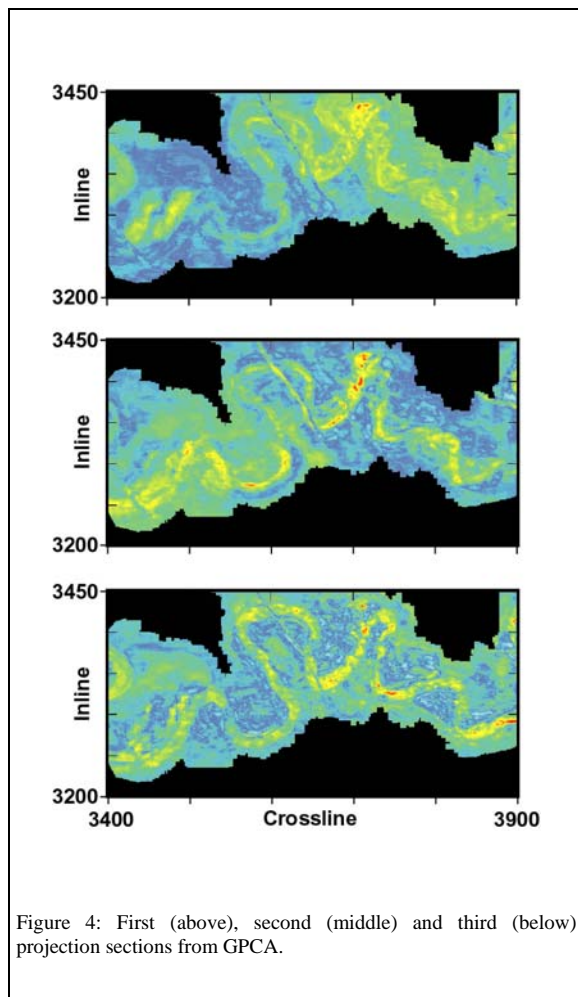 3450
Inline
3200
3450
Inline
3200
3450
Inline
3200
3400 Crossline 3900
Figure 4: First (above), second (middle) and third (below)
projection sections from GPCA.